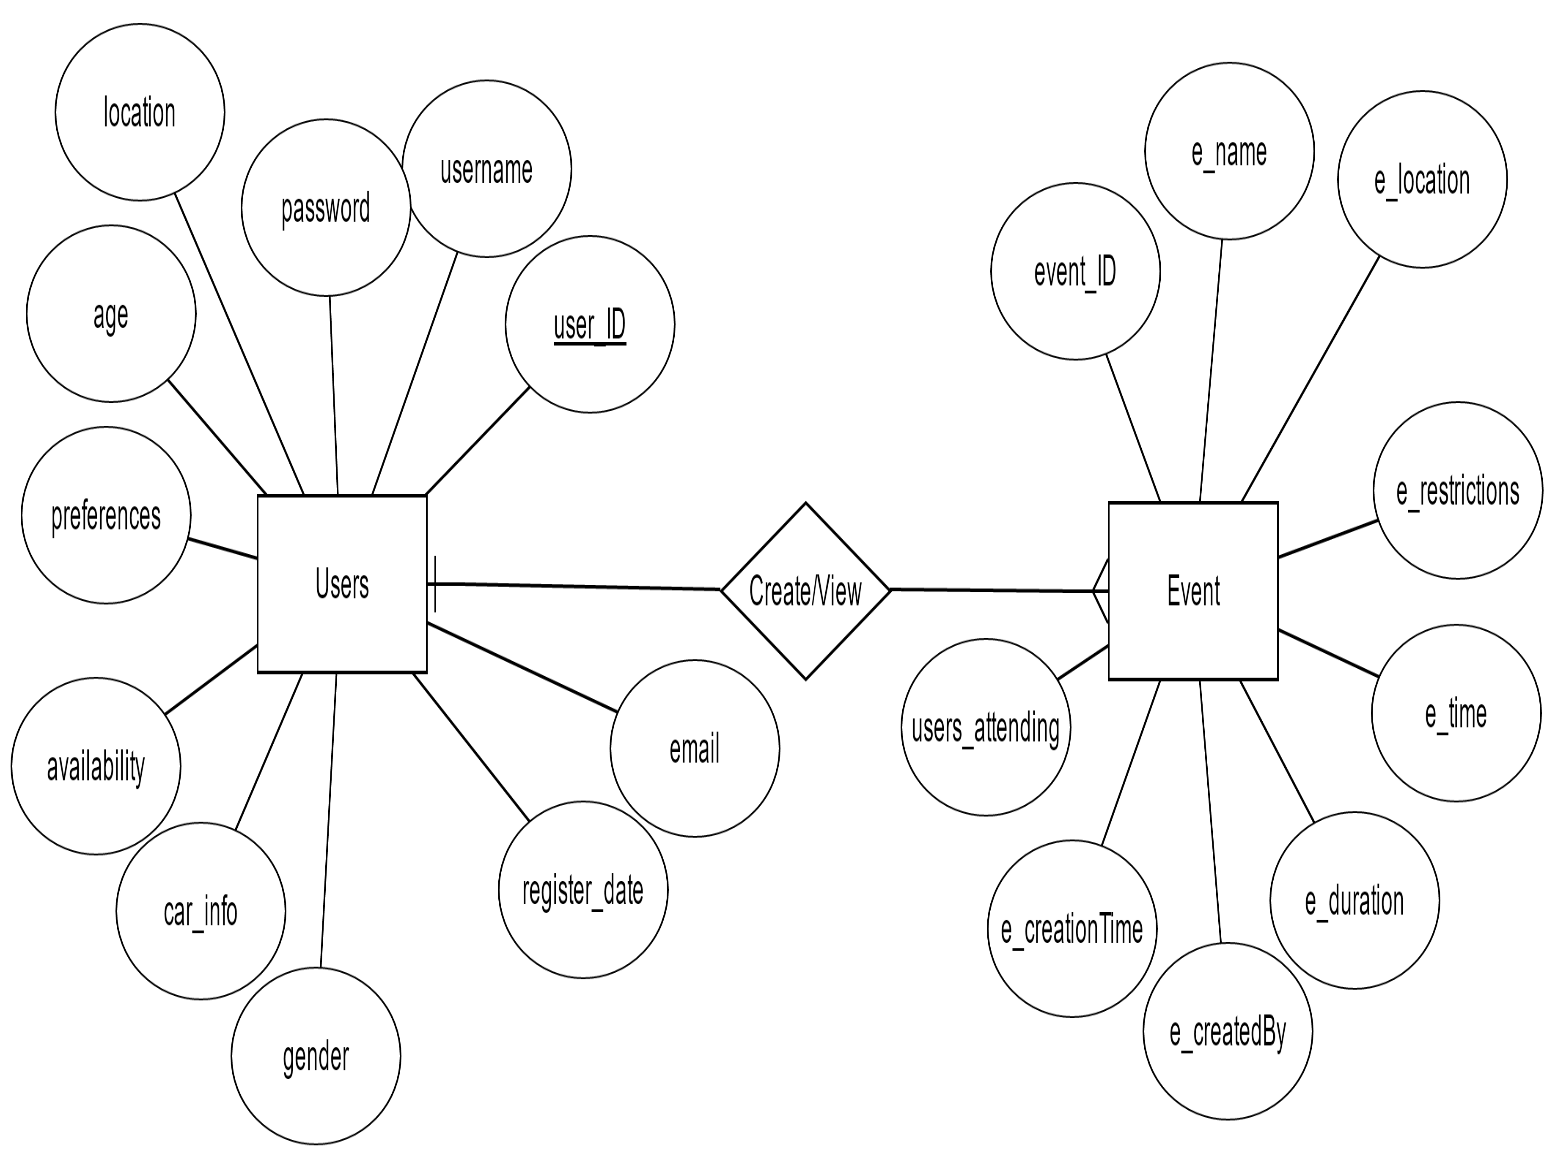 location
password
username
age
user_ID
preferences
Users
availability
car_info
gender
register_date
email
Create/View
event_ID
e_name
e_location
e_restrictions
Event
e_time
users_attending
e_creationTime
e_createdBy
e_duration